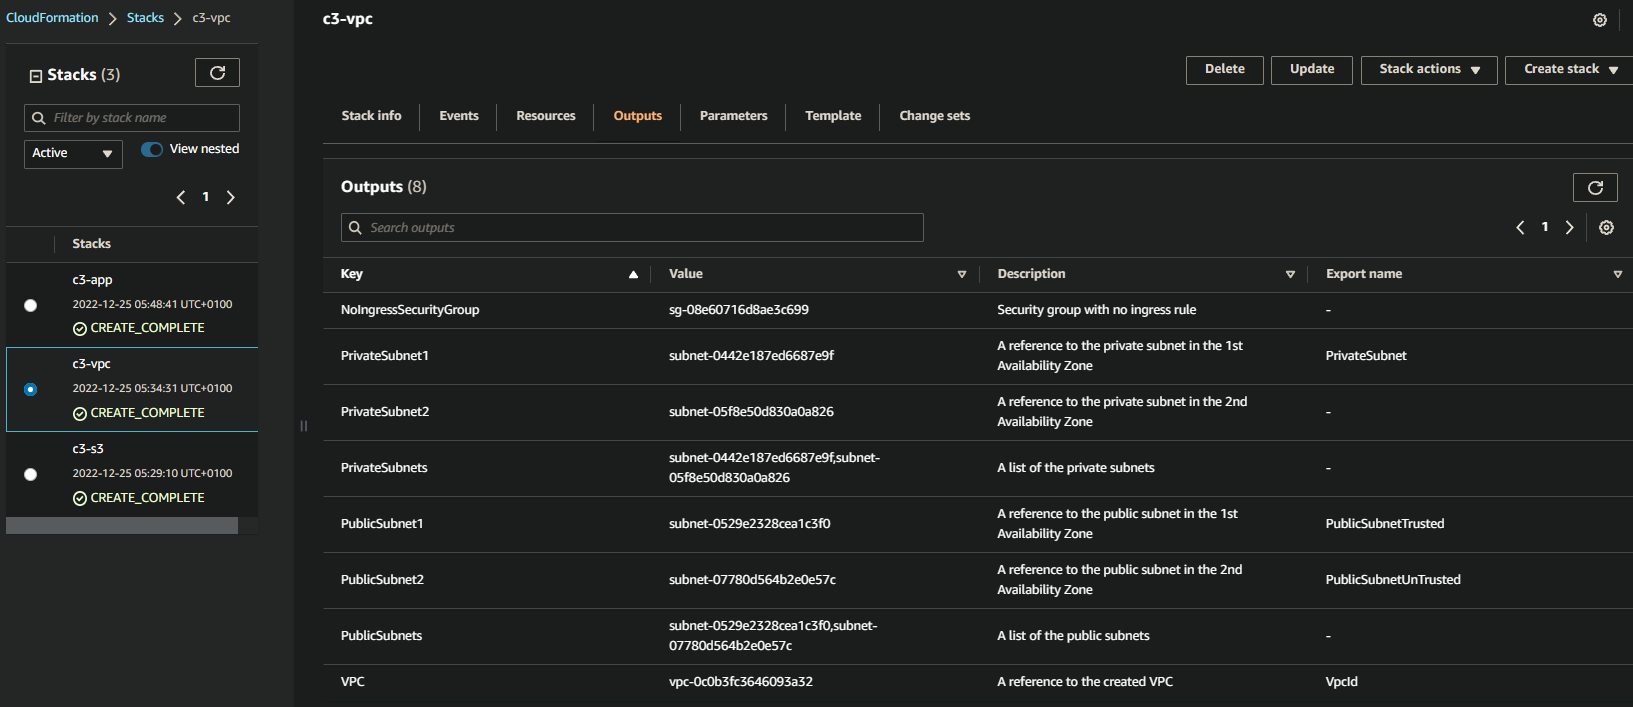 CloudFormation > Stacks > c3-vpc
Stacks (3)
Filter by stack name
Active
View nested
1
Stacks
c3-app
2022-12-25 05:48:41 UTC+0100
CREATE_COMPLETE
c3-vpc
2022-12-25 05:34:31 UTC+0100
CREATE_COMPLETE
c3-s3
2022-12-25 05:29:10 UTC+0100
CREATE_COMPLETE
c3-vpc
Delete Update Stack actions Create stack
Stack info Events Resources Outputs Parameters Template Change sets
Outputs (8)
Search outputs
1
Key Value Description Export name
NoIngressSecurityGroup sg-08e60716d8ae3c699 Security group with no ingress rule -
PrivateSubnet1 subnet-0442e187ed6687e9f A reference to the private subnet in the 1st
Availability Zone PrivateSubnet
PrivateSubnet2 subnet-05f8e50d830a0a826 A reference to the private subnet in the 2nd
Availability Zone -
PrivateSubnets subnet-0442e187ed6687e9f,subnet-
05f8e50d830a0a826 A list of the private subnets -
PublicSubnet1 subnet-0529e2328cea1c3f0 A reference to the public subnet in the 1st
Availability Zone PublicSubnetTrusted
PublicSubnet2 subnet-07780d564b2e0e57c A reference to the public subnet in the 2nd
Availability Zone PublicSubnetUnTrusted
PublicSubnets subnet-0529e2328cea1c3f0,subnet-
07780d564b2e0e57c A list of the public subnets -
VPC vpc-0c0b3fc3646093a32 A reference to the created VPC VpcId